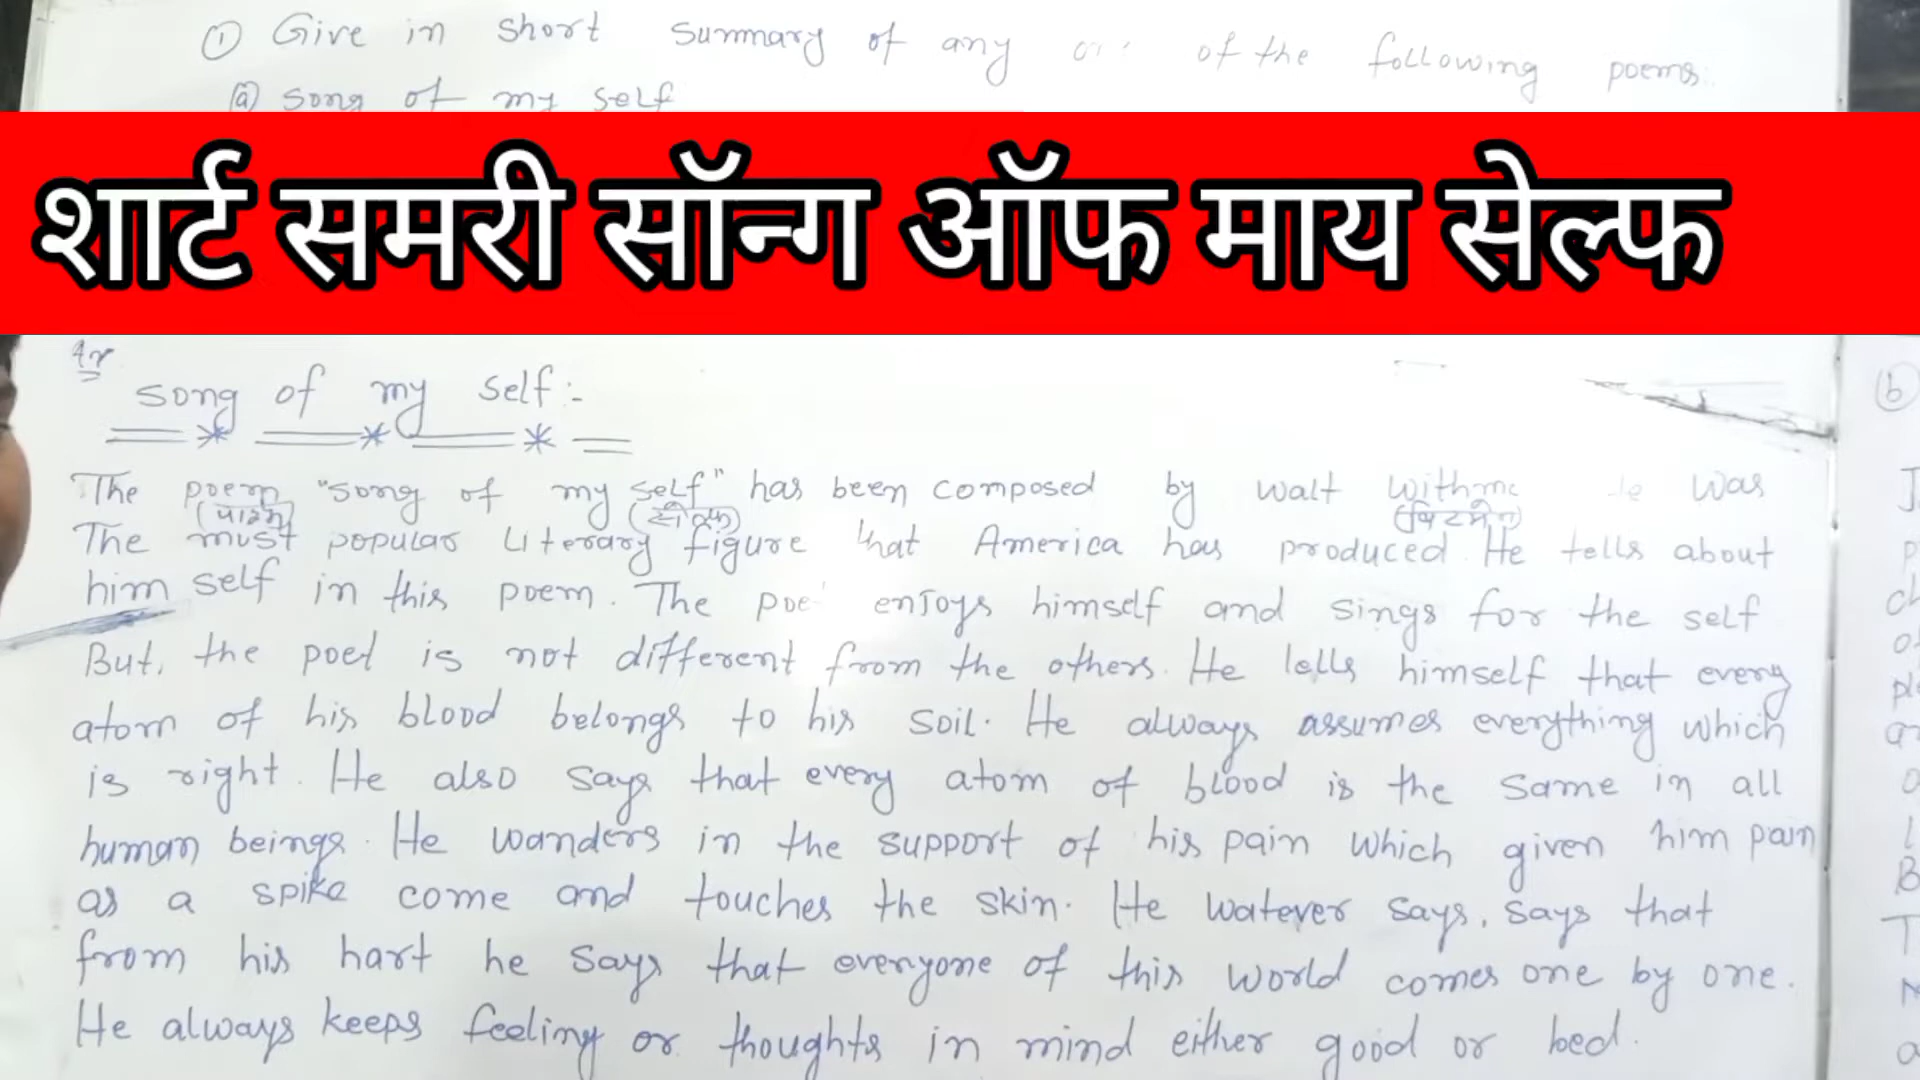 ① Give in short summary of any of the following poems:
ⓐ song of my self
शार्ट समरी सॉन्ग ऑफ माय सेल्फ
song of my self:-
The poem "song of my self" has been composed by walt was
The must popular Literary figure that America has produced. He tells about
him self in this poem. The enjoys himself and sings for the self
But, the poet is not different from the others. He lells himself that every
atom of his blood belongs to his soil. He always assumes everything which
is right. He also says that every atom of blood is the same in all
human beings. He wanders in the support of his pain which given him pain
as a spike come and touches the skin. He watever says, says that
from his hart he says that everyone of this world comes one by one.
He always keeps feeling or thoughts in mind either good or bed.
ⓑ